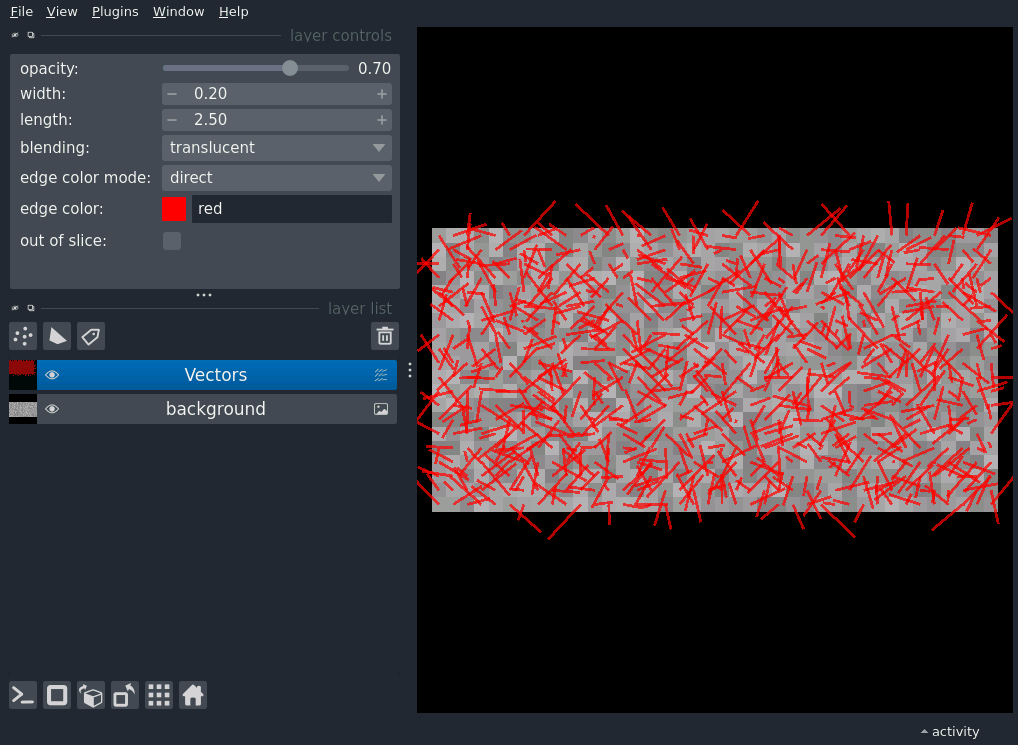 File View Plugins Window Help
layer controls
opacity: 0.70
width: 0.20
length: 2.50
blending: translucent
edge color mode: direct
edge color: red
out of slice:
layer list
Vectors
background
activity